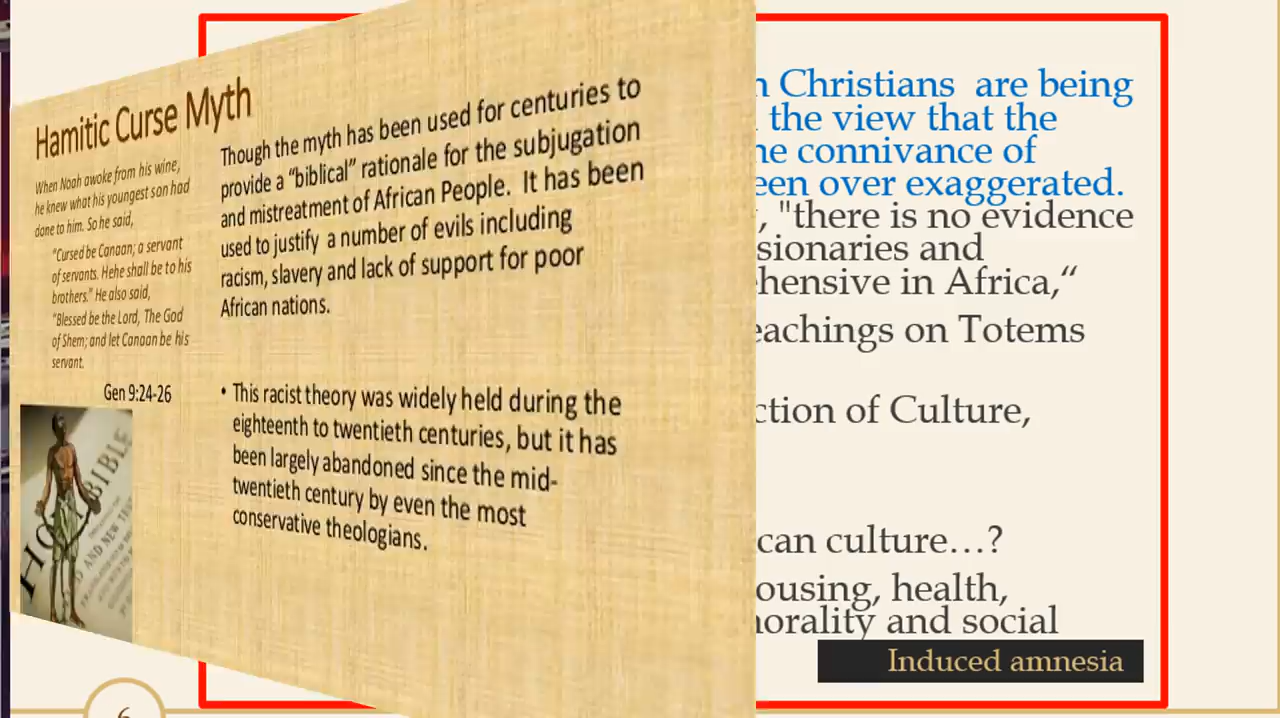 Hamitic Curse Myth
When Noah awoke from his wine,
he knew what his youngest son had
done to him. So he said,
"Cursed be Canaan; a servant
of servants. Hehe shall be to his
brothers." He also said,
"Blessed be the Lord, The God
of Shem; and let Canaan be his
servant.
Gen 9:24-26
HOLY BIBLE
AND NEW
Though the myth has been used for centuries to
provide a "biblical" rationale for the subjugation
and mistreatment of African People. It has been
used to justify a number of evils including
racism, slavery and lack of support for poor
African nations.
• This racist theory was widely held during the
eighteenth to twentieth centuries, but it has
been largely abandoned since the mid-
twentieth century by even the most
conservative theologians.
Christians are being
the view that the
connivance of
over exaggerated.
"there is no evidence
and
in Africa,“
on Totems
of Culture,
culture…?
health,
and social
Induced amnesia
6